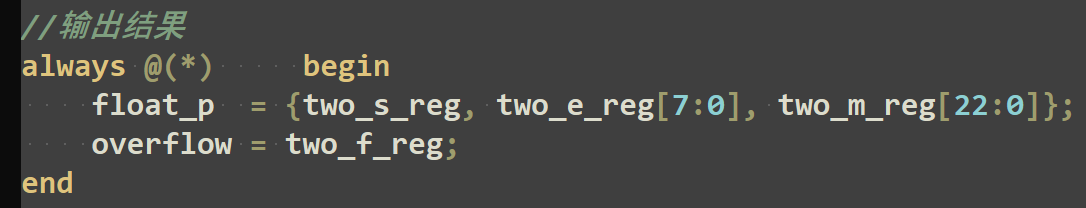 //输出结果
always @(*)     begin
    float_p  = {two_s_reg, two_e_reg[7:0], two_m_reg[22:0]};
    overflow = two_f_reg;
end